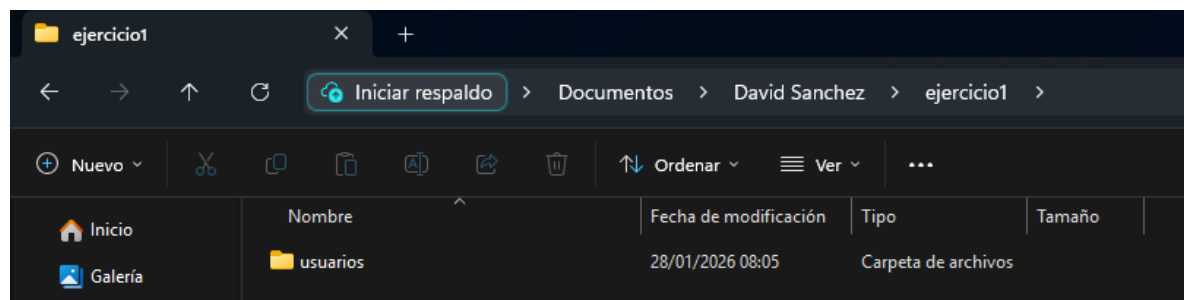 ejercicio1
Iniciar respaldo > Documentos > David Sanchez > ejercicio1 >
Nuevo Ordenar Ver ...
Inicio
Galería
Nombre Fecha de modificación Tipo Tamaño
usuarios 28/01/2026 08:05 Carpeta de archivos